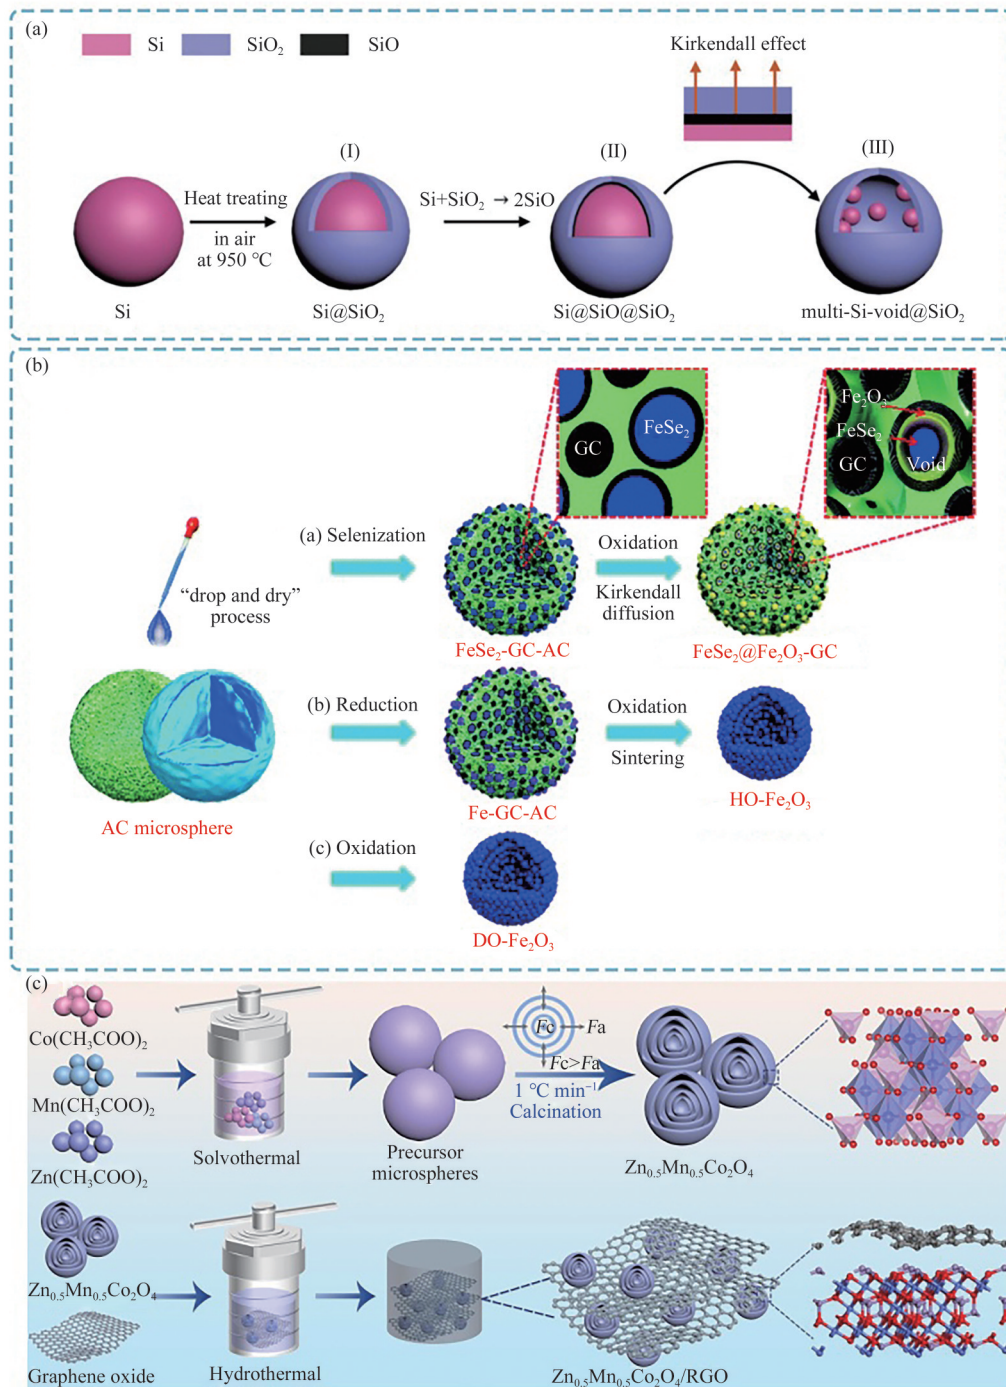 (a)
Si
SiO₂
SiO
Kirkendall effect
(I)
(II)
(III)
Heat treating
in air
at 950 °C
Si+SiO₂ → 2SiO
Si
Si@SiO₂
Si@SiO@SiO₂
multi-Si-void@SiO₂
(b)
FeSe₂
GC
Fe₂O₃
FeSe₂
GC
Void
“drop and dry”
process
(a) Selenization
Oxidation
Kirkendall
diffusion
FeSe₂-GC-AC
FeSe₂@Fe₂O₃-GC
(b) Reduction
Oxidation
Sintering
AC microsphere
Fe-GC-AC
HO-Fe₂O₃
(c) Oxidation
DO-Fe₂O₃
(c)
Co(CH₃COO)₂
Mn(CH₃COO)₂
Zn(CH₃COO)₂
Solvothermal
Precursor
microspheres
Fc
Fa
Fc>Fa
1 °C min⁻¹
Calcination
Zn₀.₅Mn₀.₅Co₂O₄
Zn₀.₅Mn₀.₅Co₂O₄
Graphene oxide
Hydrothermal
Zn₀.₅Mn₀.₅Co₂O₄/RGO